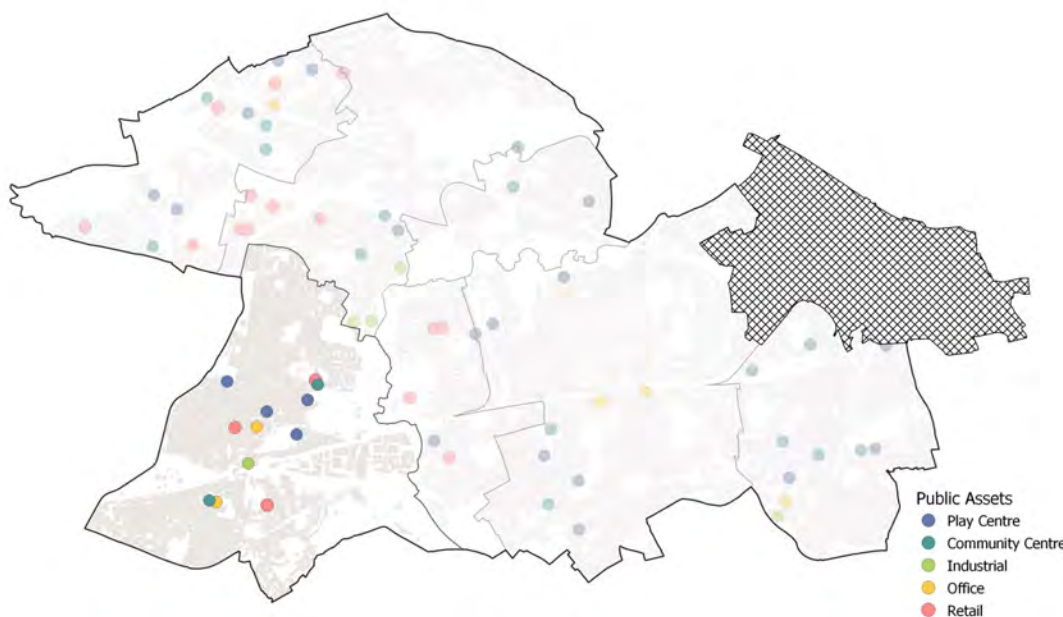 Public Assets
Play Centre
Community Centre
Industrial
Office
Retail